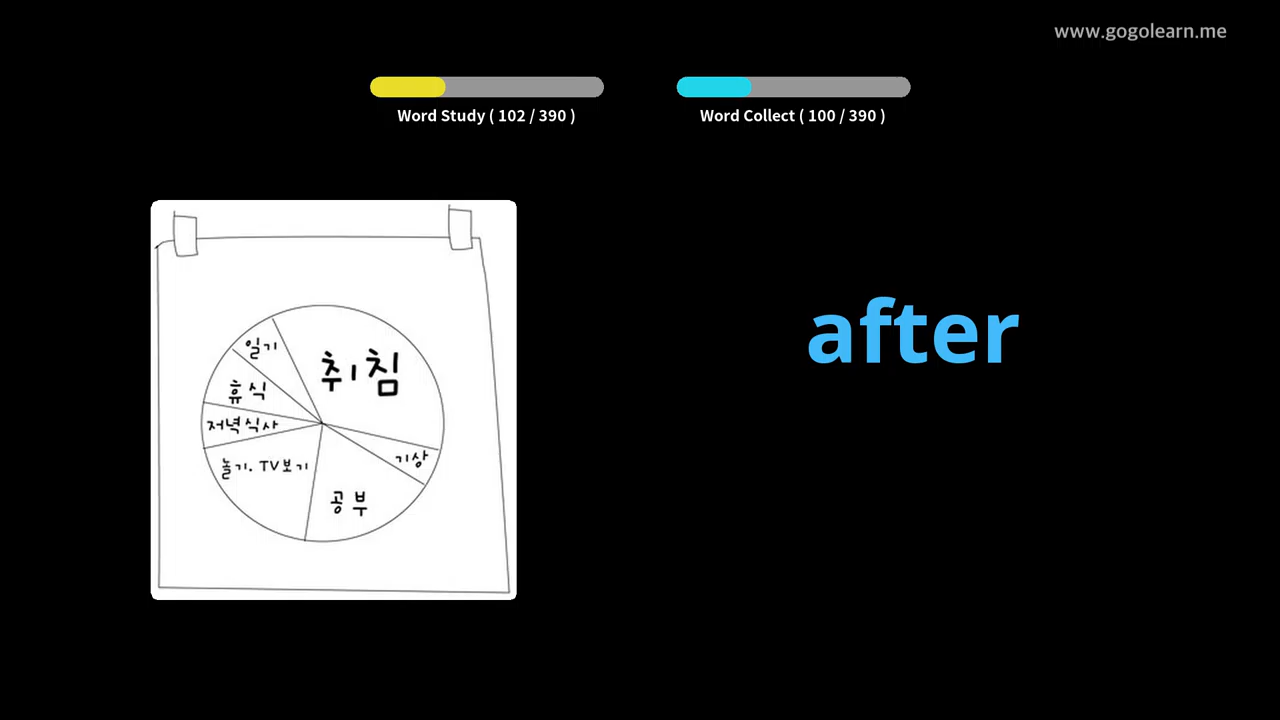 www.gogolearn.me
Word Study ( 102 / 390 )
Word Collect ( 100 / 390 )
일기
취침
휴식
저녁식사
놀기. TV보기
기상
공부
after